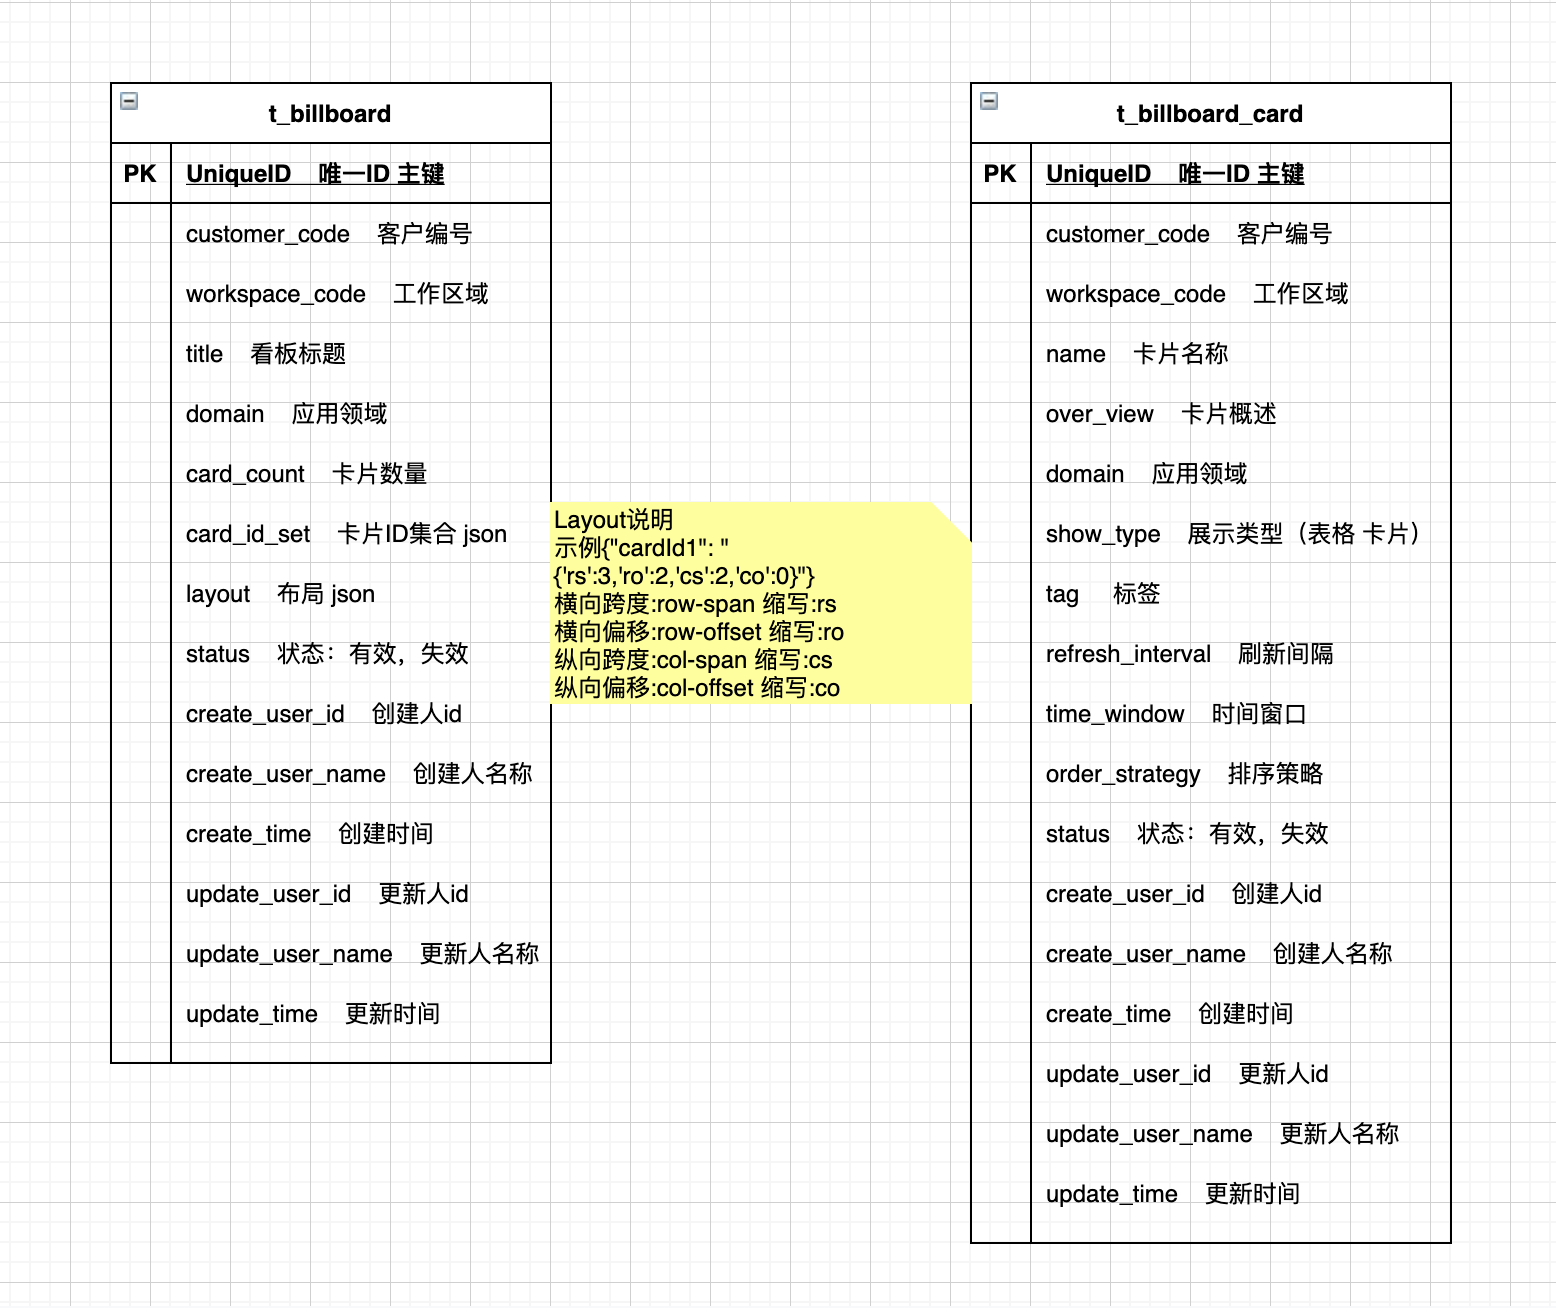 t_billboard
PK UniqueID 唯一ID 主键
customer_code 客户编号
workspace_code 工作区域
title 看板标题
domain 应用领域
card_count 卡片数量
card_id_set 卡片ID集合 json
layout 布局 json
status 状态：有效，失效
create_user_id 创建人id
create_user_name 创建人名称
create_time 创建时间
update_user_id 更新人id
update_user_name 更新人名称
update_time 更新时间
Layout说明
示例{"cardId1": "
{'rs':3,'ro':2,'cs':2,'co':0}"}
横向跨度:row-span 缩写:rs
横向偏移:row-offset 缩写:ro
纵向跨度:col-span 缩写:cs
纵向偏移:col-offset 缩写:co
t_billboard_card
PK UniqueID 唯一ID 主键
customer_code 客户编号
workspace_code 工作区域
name 卡片名称
over_view 卡片概述
domain 应用领域
show_type 展示类型（表格 卡片）
tag 标签
refresh_interval 刷新间隔
time_window 时间窗口
order_strategy 排序策略
status 状态：有效，失效
create_user_id 创建人id
create_user_name 创建人名称
create_time 创建时间
update_user_id 更新人id
update_user_name 更新人名称
update_time 更新时间